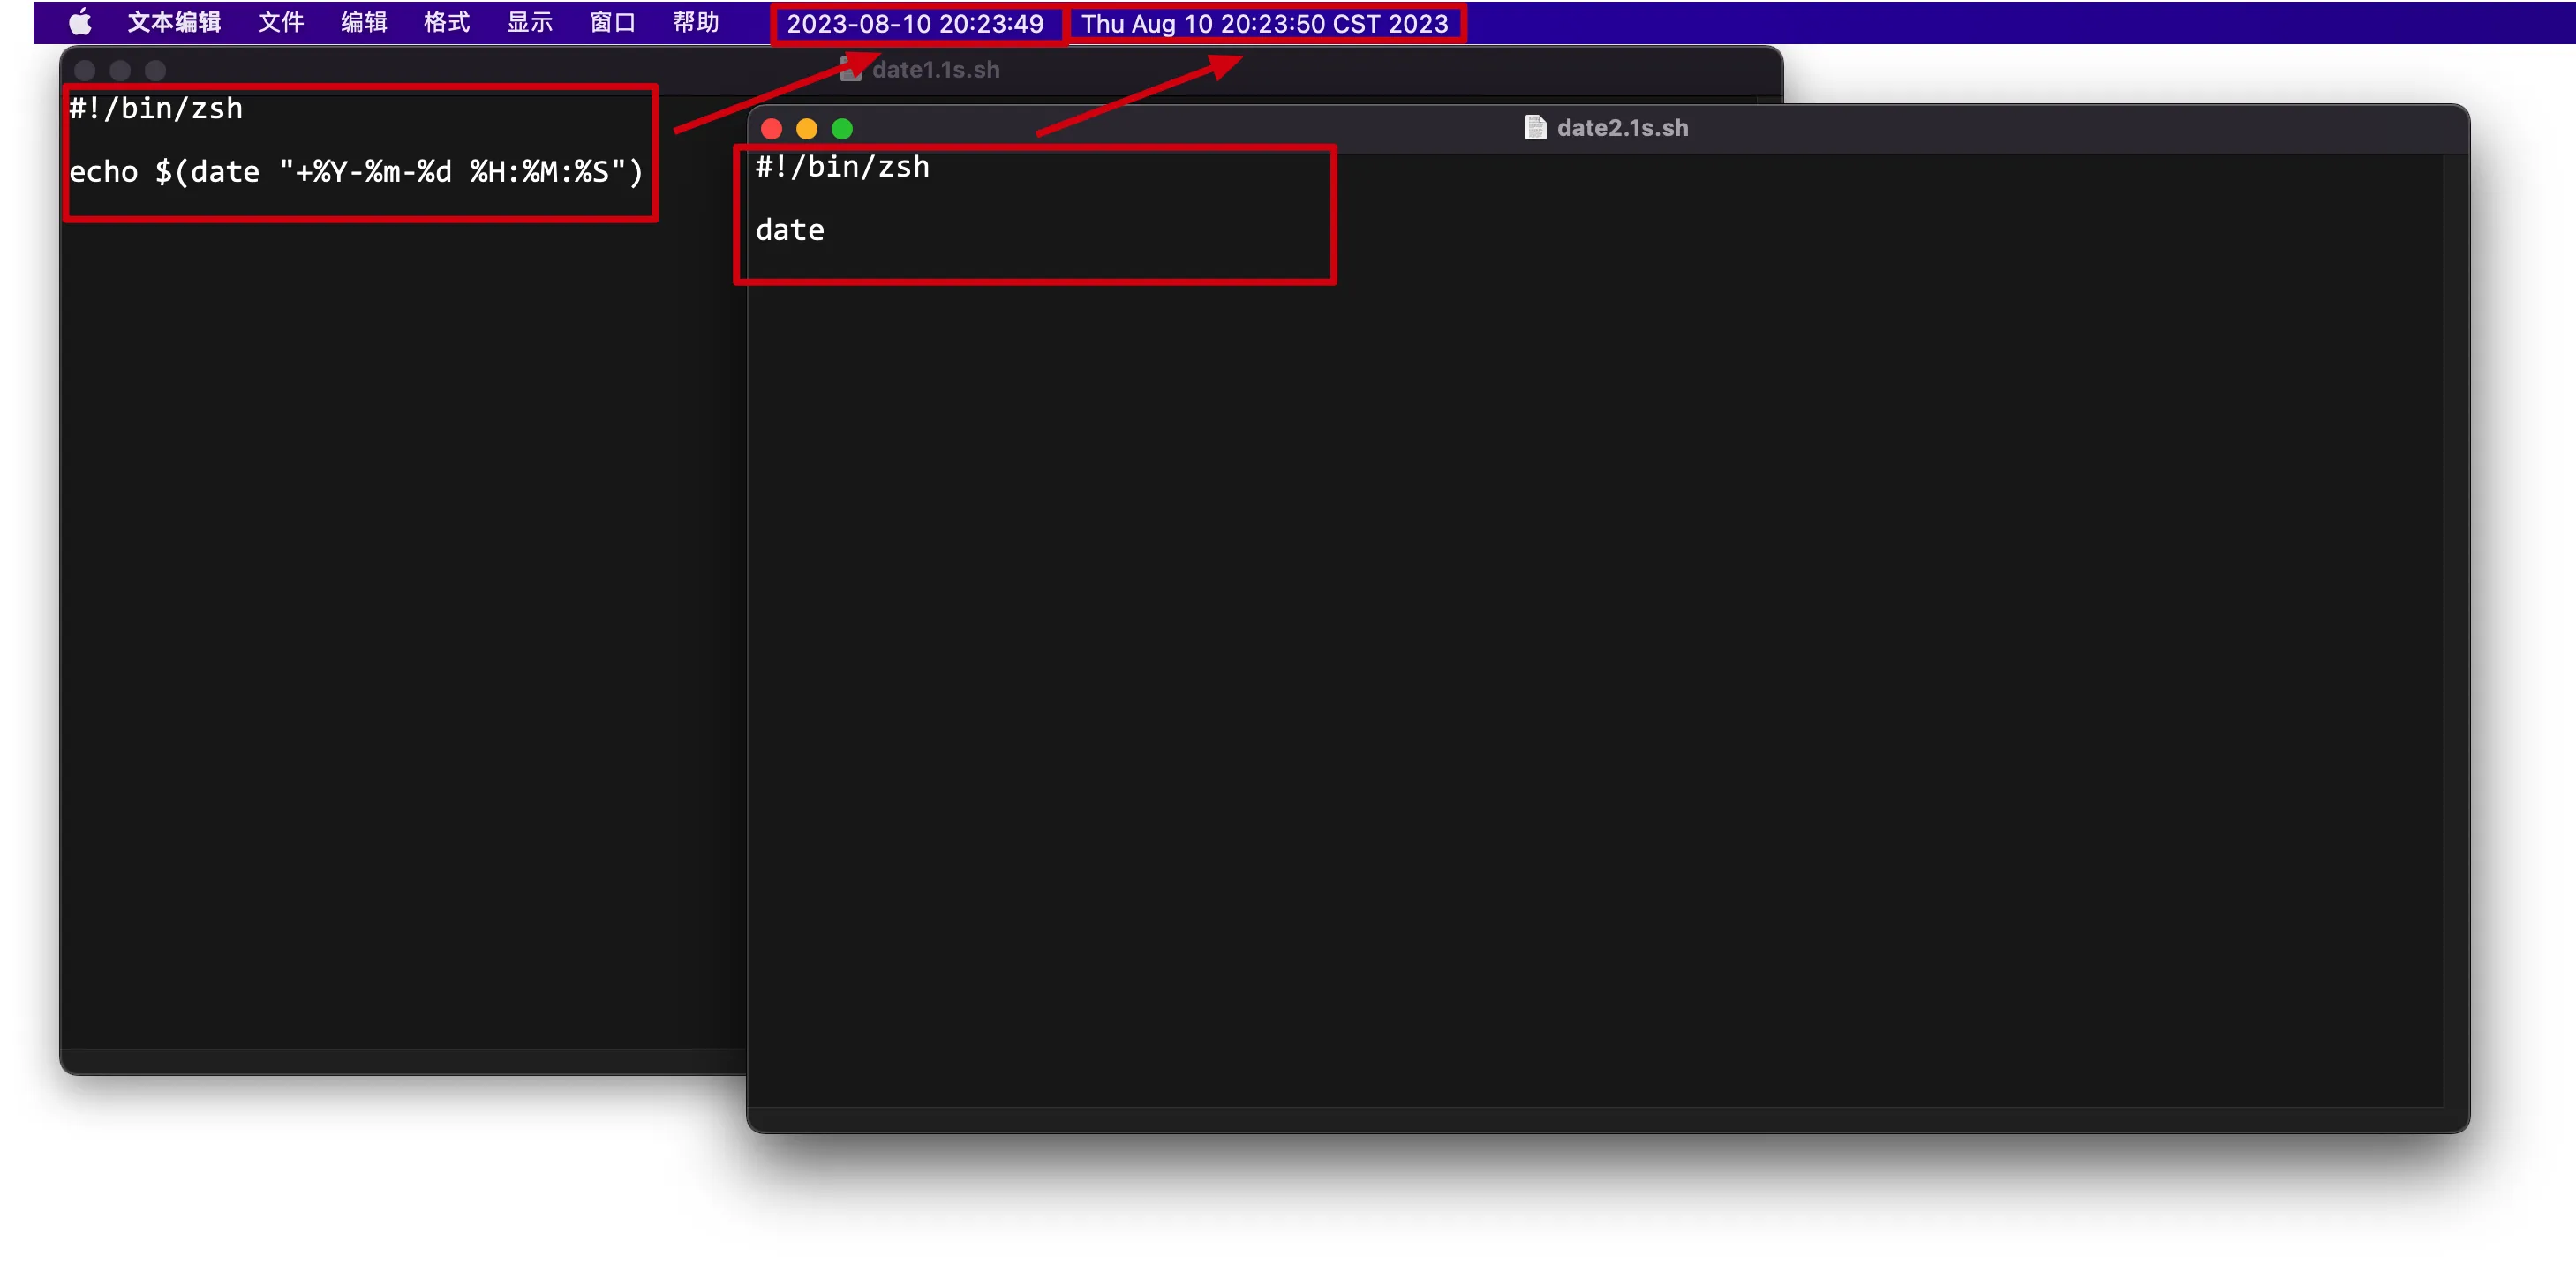 文本编辑 文件 编辑 格式 显示 窗口 帮助 2023-08-10 20:23:49 Thu Aug 10 20:23:50 CST 2023
date1.1s.sh
#!/bin/zsh
echo $(date "+%Y-%m-%d %H:%M:%S")
date2.1s.sh
#!/bin/zsh
date